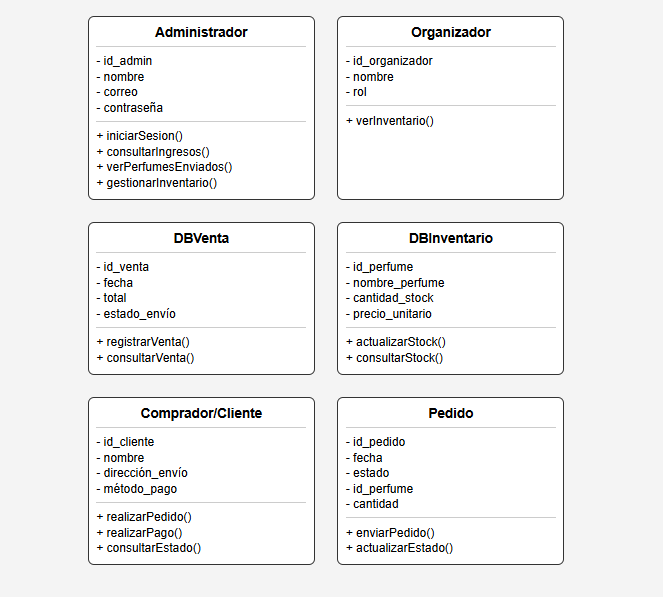 Administrador
- id_admin
- nombre
- correo
- contraseña
+ iniciarSesion()
+ consultarIngresos()
+ verPerfumesEnviados()
+ gestionarInventario()
Organizador
- id_organizador
- nombre
- rol
+ verInventario()
DBVenta
- id_venta
- fecha
- total
- estado_envío
+ registrarVenta()
+ consultarVenta()
DBInventario
- id_perfume
- nombre_perfume
- cantidad_stock
- precio_unitario
+ actualizarStock()
+ consultarStock()
Comprador/Cliente
- id_cliente
- nombre
- dirección_envío
- método_pago
+ realizarPedido()
+ realizarPago()
+ consultarEstado()
Pedido
- id_pedido
- fecha
- estado
- id_perfume
- cantidad
+ enviarPedido()
+ actualizarEstado()